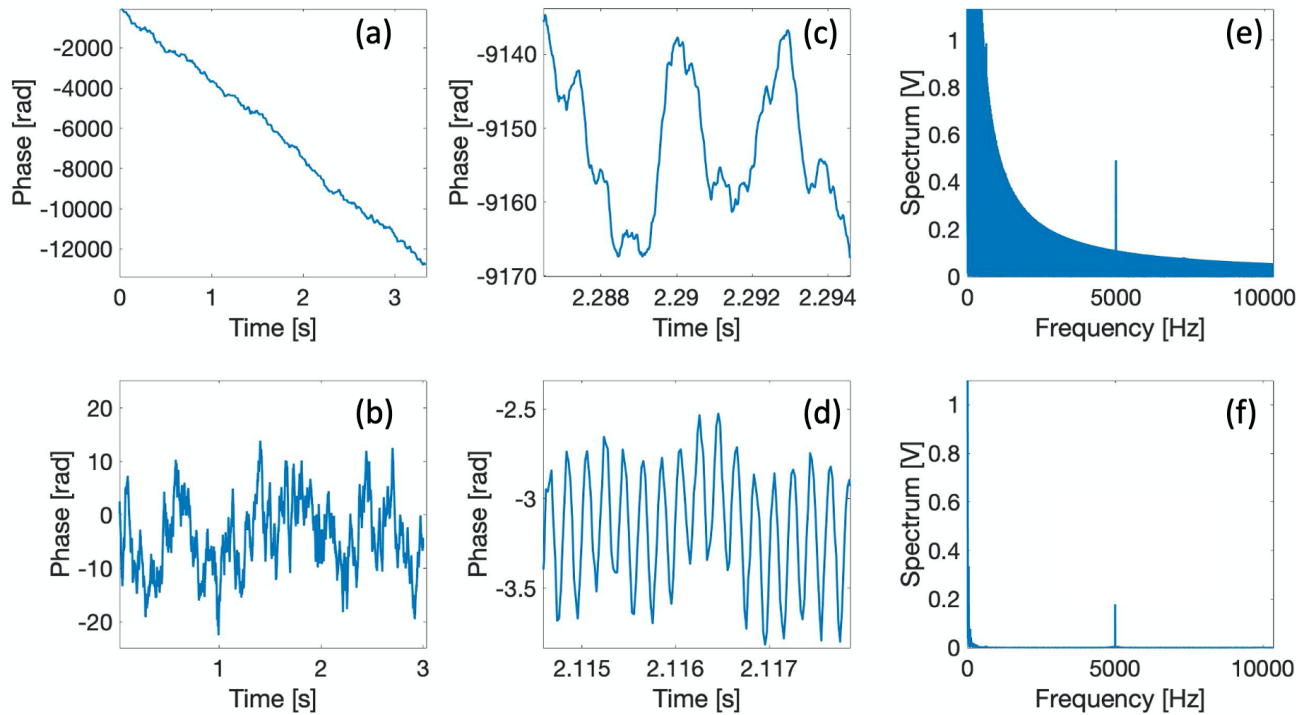 (a)
-2000
-4000
-6000
-8000
-10000
-12000
Phase [rad]
0 1 2 3
Time [s]
(c)
-9140
-9150
-9160
-9170
Phase [rad]
2.288 2.29 2.292 2.294
Time [s]
(e)
1
0.8
0.6
0.4
0.2
0
Spectrum [V]
0 5000 10000
Frequency [Hz]
(b)
20
10
0
-10
-20
Phase [rad]
1 2 3
Time [s]
(d)
-2.5
-3
-3.5
Phase [rad]
2.115 2.116 2.117
Time [s]
(f)
1
0.8
0.6
0.4
0.2
0
Spectrum [V]
0 5000 10000
Frequency [Hz]